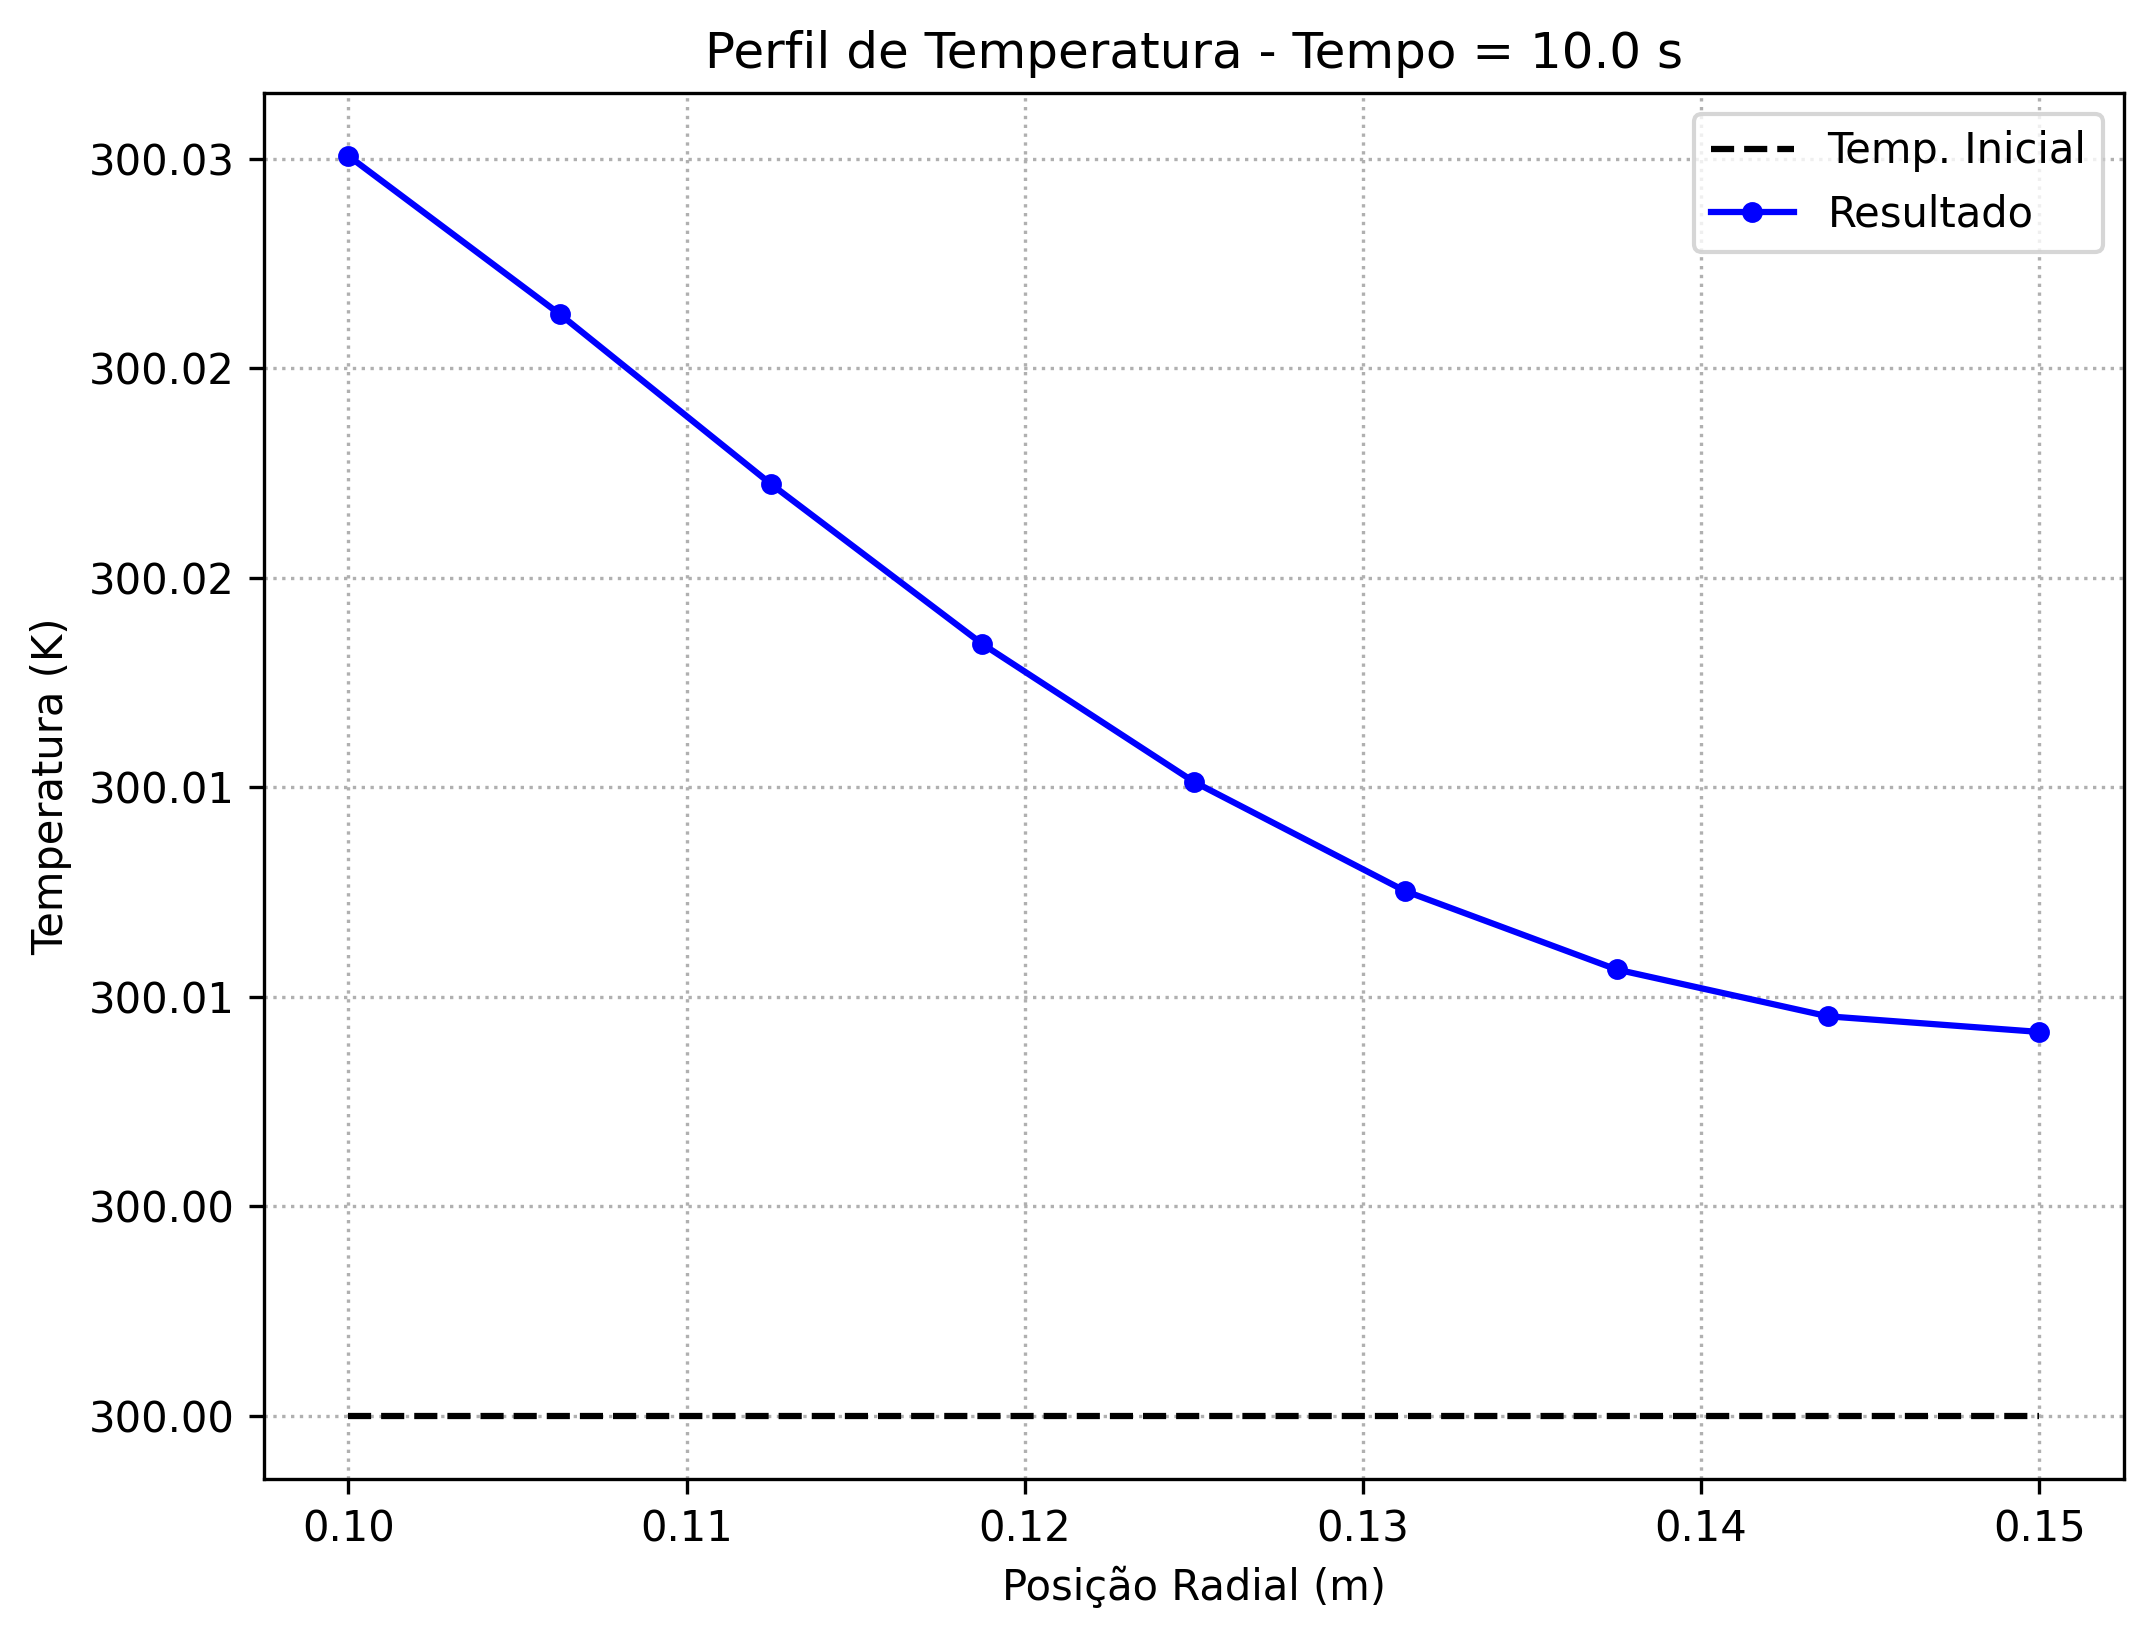 Perfil de Temperatura - Tempo = 10.0 s
Temp. Inicial
Resultado
Temperatura (K)
300.03
300.02
300.02
300.01
300.01
300.00
300.00
0.10 0.11 0.12 0.13 0.14 0.15
Posição Radial (m)